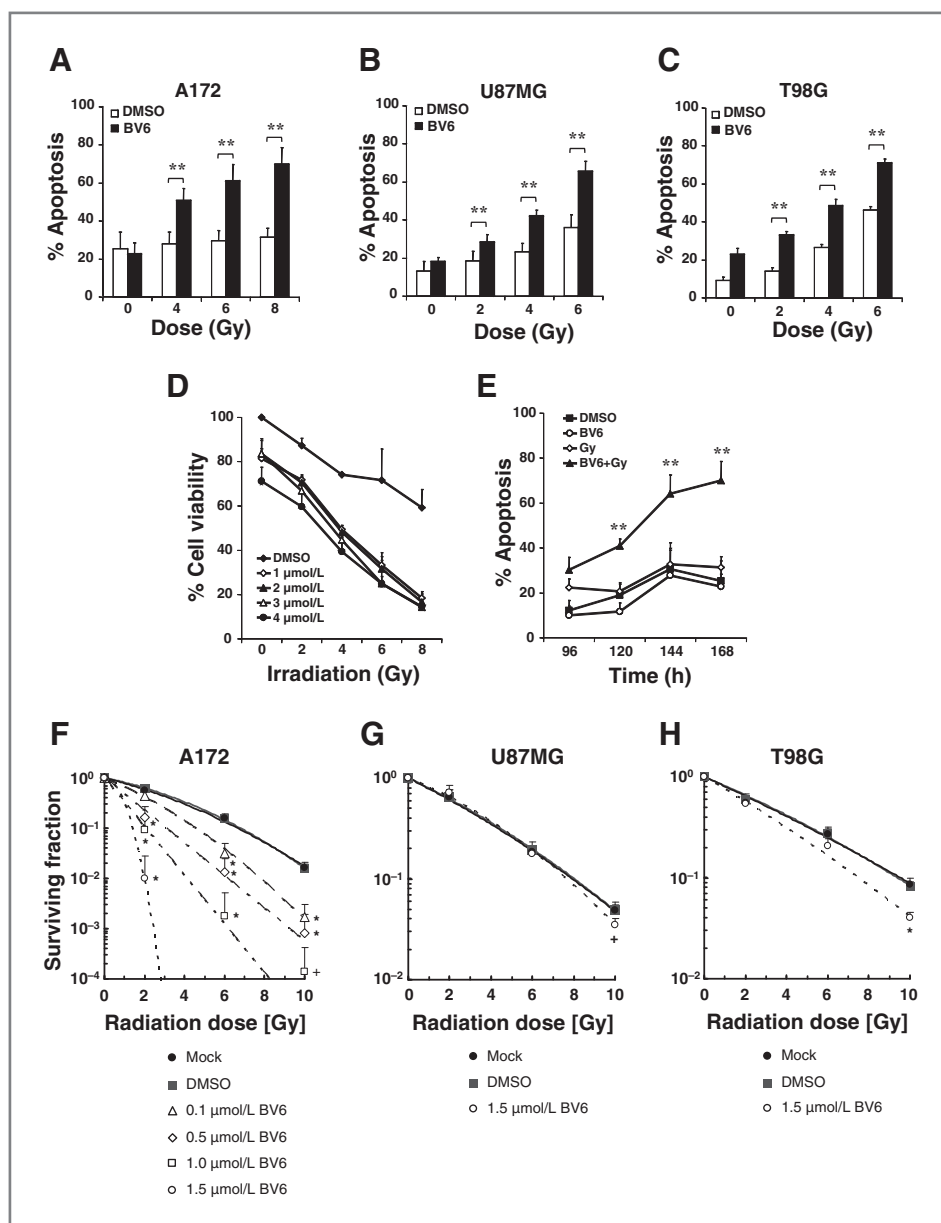 A
A172
DMSO
BV6
% Apoptosis
100
80
60
40
20
0
**
**
**
0 4 6 8
Dose (Gy)
B
U87MG
DMSO
BV6
% Apoptosis
100
80
60
40
20
0
**
**
**
0 2 4 6
Dose (Gy)
C
T98G
DMSO
BV6
% Apoptosis
100
80
60
40
20
0
**
**
**
0 2 4 6
Dose (Gy)
D
% Cell viability
100
80
60
40
20
0
DMSO
1 µmol/L
2 µmol/L
3 µmol/L
4 µmol/L
0 2 4 6 8
Irradiation (Gy)
E
% Apoptosis
100
80
60
40
20
0
DMSO
BV6
Gy
BV6+Gy
**
**
**
96 120 144 168
Time (h)
F
A172
Surviving fraction
10⁰
10⁻¹
10⁻²
10⁻³
10⁻⁴
*
*
*
*
*
*
*
*
+
0 2 4 6 8 10
Radiation dose [Gy]
Mock
DMSO
0.1 µmol/L BV6
0.5 µmol/L BV6
1.0 µmol/L BV6
1.5 µmol/L BV6
G
U87MG
10⁰
10⁻¹
10⁻²
+
0 2 4 6 8 10
Radiation dose [Gy]
Mock
DMSO
1.5 µmol/L BV6
H
T98G
10⁰
10⁻¹
10⁻²
*
0 2 4 6 8 10
Radiation dose [Gy]
Mock
DMSO
1.5 µmol/L BV6